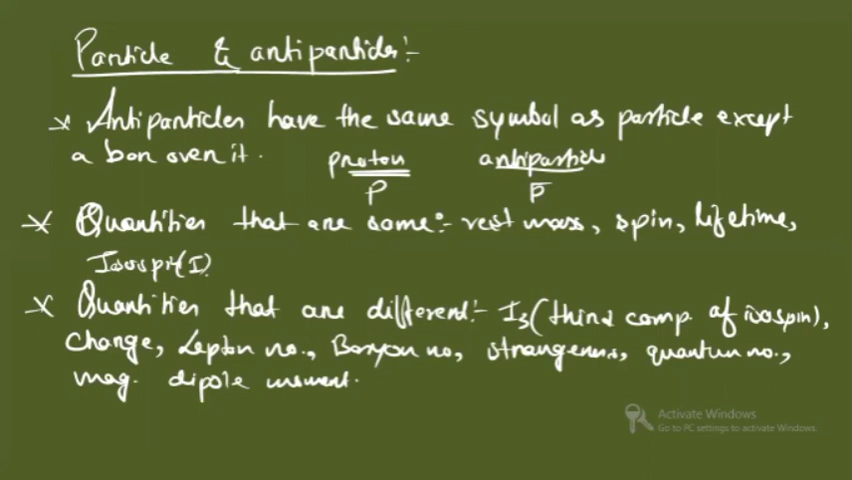 Particle & antiparticles:-
* Antiparticles have the same symbol as particle except
a bar over it. proton antiparticle
P P̅
* Quantities that are same:- rest mass, spin, lifetime,
Isospin(I)
* Quantities that are different:- I₃(third comp. of isospin),
Charge, Lepton no., Baryon no, strangeness, quantum no.,
mag. dipole moment.
Activate Windows
Go to PC settings to activate Windows.